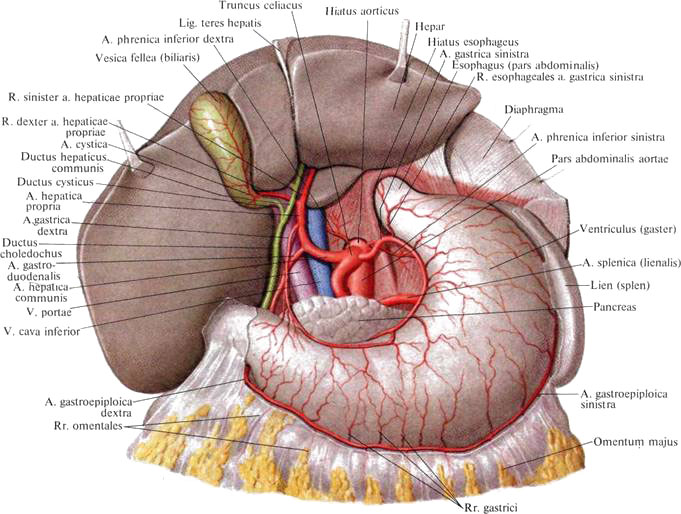 Truncus celiacus
Hiatus aorticus
Lig. teres hepatis
Hepar
A. phrenica inferior dextra
Hiatus esophageus
Vesica fellea (biliaris)
A. gastrica sinistra
Esophagus (pars abdominalis)
R. esophageales a. gastrica sinistra
R. sinister a. hepaticae propriae
R. dexter a. hepaticae
propriae
A. cystica
Ductus hepaticus
communis
Ductus cysticus
A. hepatica
propria
A.gastrica
dextra
Ductus
choledochus
A. gastro-
duodenalis
A. hepatica
communis
V. portae
V. cava inferior
A. gastroepiploica
dextra
Rr. omentales
Diaphragma
A. phrenica inferior sinistra
Pars abdominalis aortae
Ventriculus (gaster)
A. splenica (lienalis)
Lien (splen)
Pancreas
A. gastroepiploica
sinistra
Omentum majus
Rr. gastrici